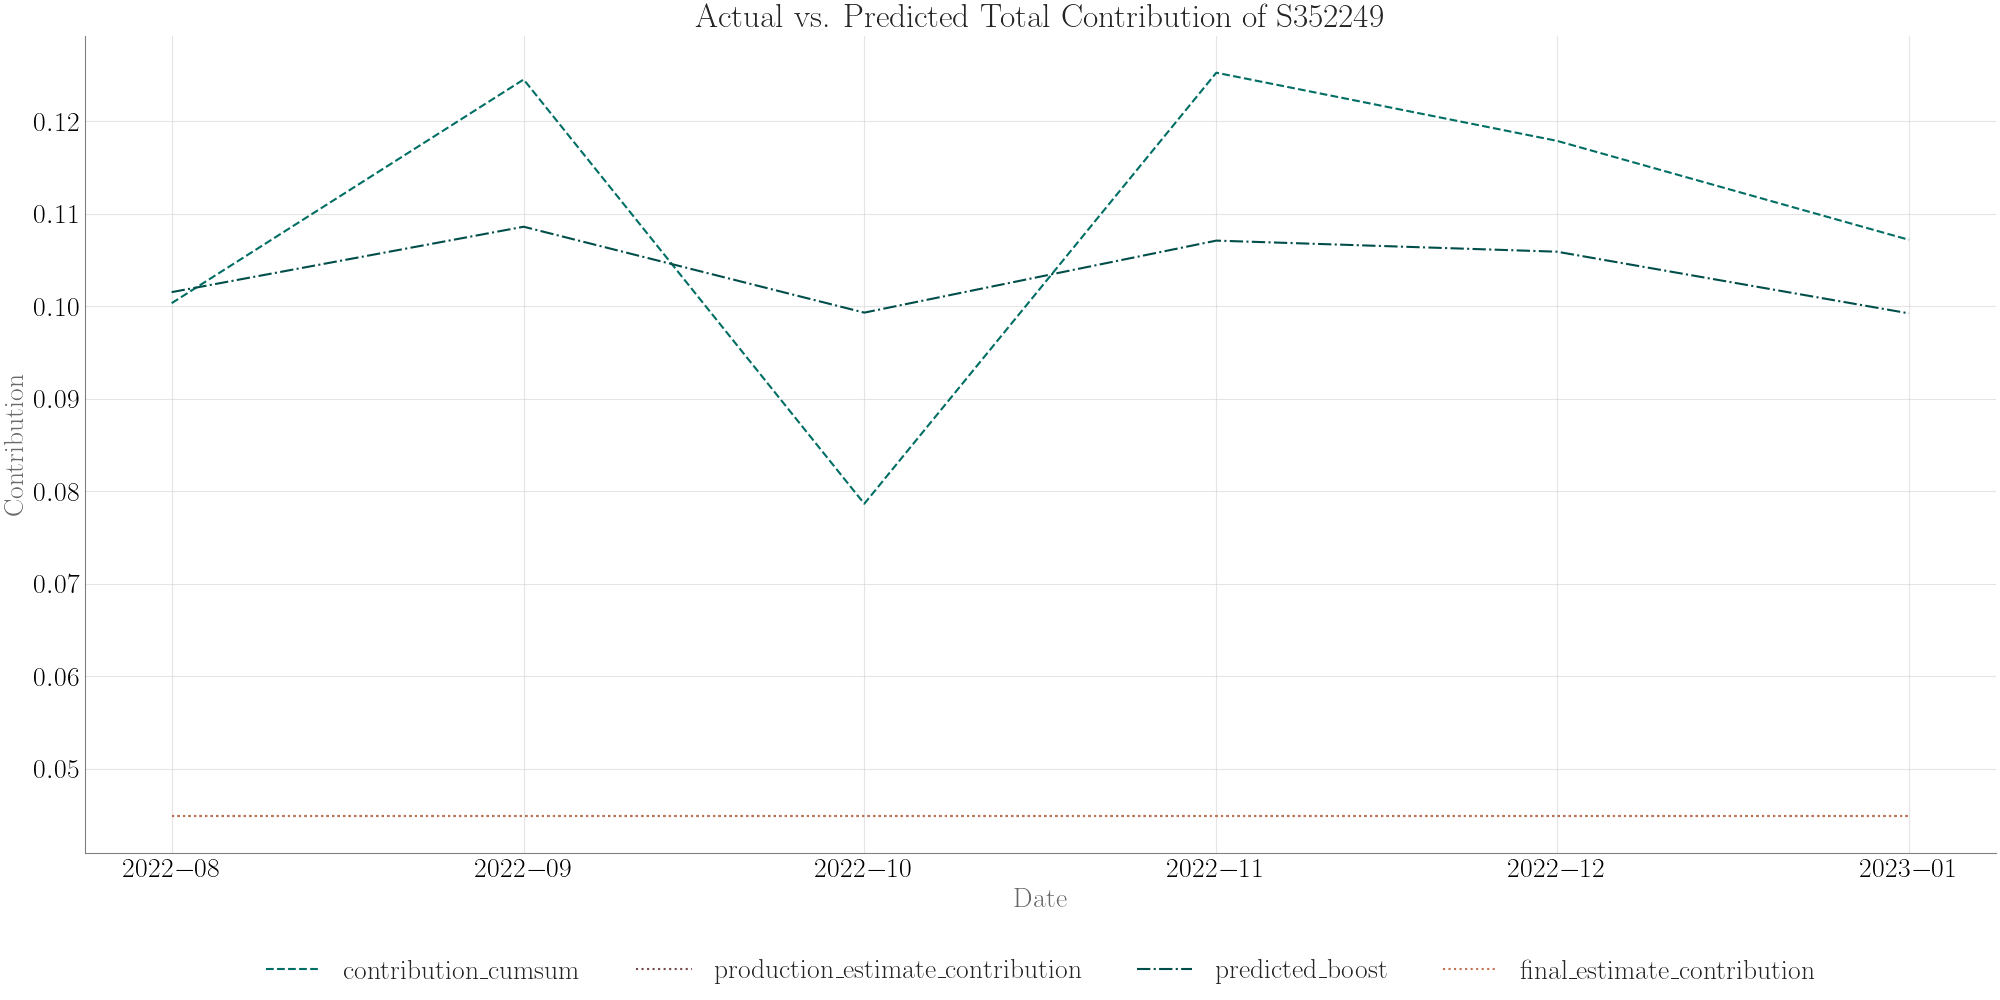 Actual vs. Predicted Total Contribution of S352249
0.12
0.11
0.10
0.09
0.08
0.07
0.06
0.05
Contribution
2022−08 2022−09 2022−10 2022−11 2022−12 2023−01
Date
contribution_cumsum production_estimate_contribution predicted_boost final_estimate_contribution